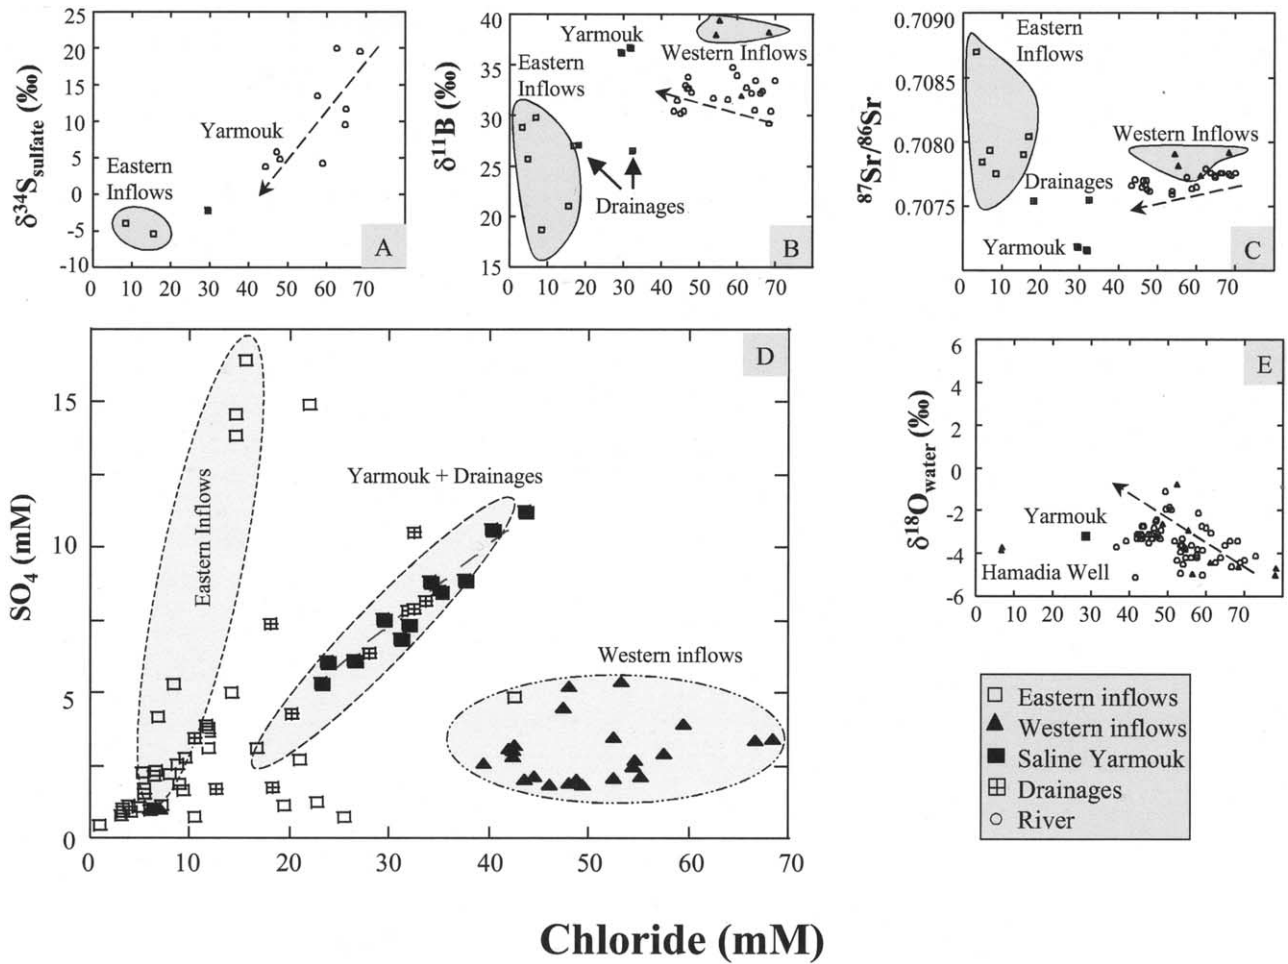 δ34Ssulfate (‰)
25
20
15
10
5
0
-5
-10
Yarmouk
Eastern
Inflows
A
0 10 20 30 40 50 60 70 80
δ11B (‰)
40
35
30
25
20
15
Yarmouk
Western Inflows
Eastern
Inflows
Drainages
B
0 10 20 30 40 50 60 70 80
87Sr/86Sr
0.7090
0.7085
0.7080
0.7075
Eastern
Inflows
Western Inflows
Drainages
Yarmouk
C
0 10 20 30 40 50 60 70 80
SO4 (mM)
15
10
5
0
D
Eastern Inflows
Yarmouk + Drainages
Western inflows
0 10 20 30 40 50 60 70
δ18Owater (‰)
6
4
2
0
-2
-4
-6
E
Yarmouk
Hamadia Well
0 10 20 30 40 50 60 70 80
Eastern inflows
Western inflows
Saline Yarmouk
Drainages
River
Chloride (mM)